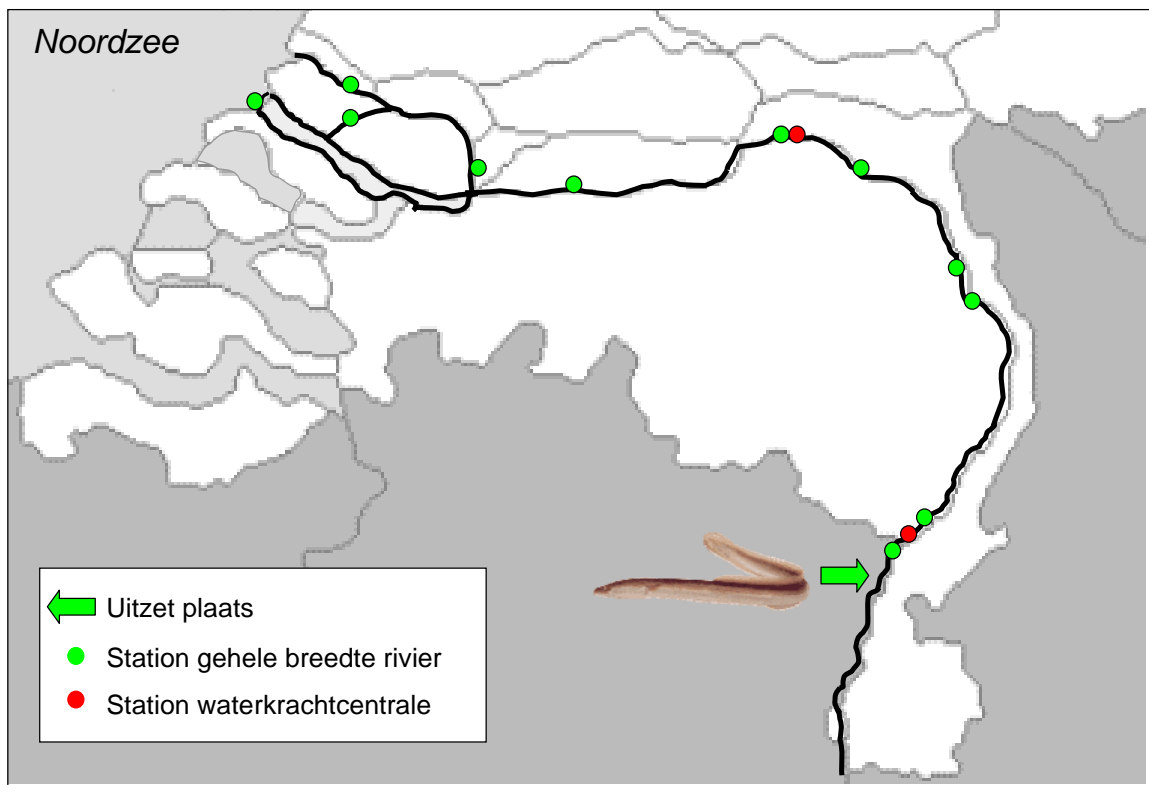 Noordzee
Uitzet plaats
Station gehele breedte rivier
Station waterkrachtcentrale